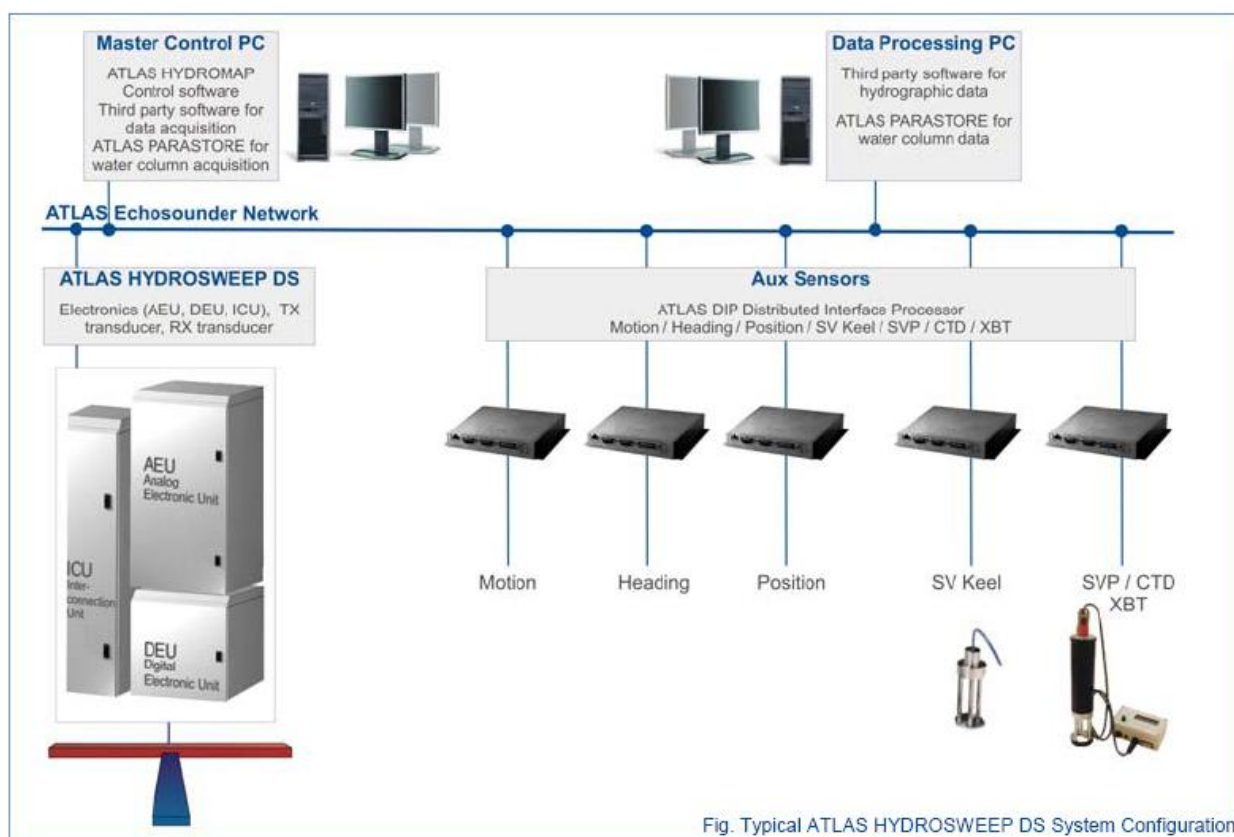 Master Control PC
ATLAS HYDROMAP
Control software
Third party software for
data acquisition
ATLAS PARASTORE for
water column acquisition
Data Processing PC
Third party software for
hydrographic data
ATLAS PARASTORE for
water column data
ATLAS Echosounder Network
ATLAS HYDROSWEEP DS
Electronics (AEU, DEU, ICU), TX
transducer, RX transducer
Aux Sensors
ATLAS DIP Distributed Interface Processor
Motion / Heading / Position / SV Keel / SVP / CTD / XBT
AEU
Analog
Electronic Unit
ICU
Inter-
connection
Unit
DEU
Digital
Electronic Unit
Motion
Heading
Position
SV Keel
SVP / CTD
XBT
Fig. Typical ATLAS HYDROSWEEP DS System Configuration